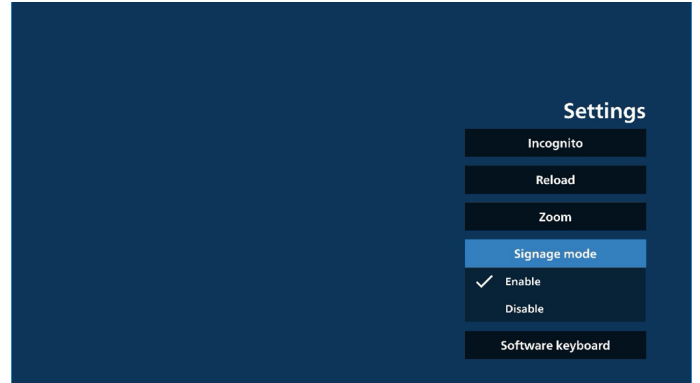 Settings
Incognito
Reload
Zoom
Signage mode
Enable
Disable
Software keyboard